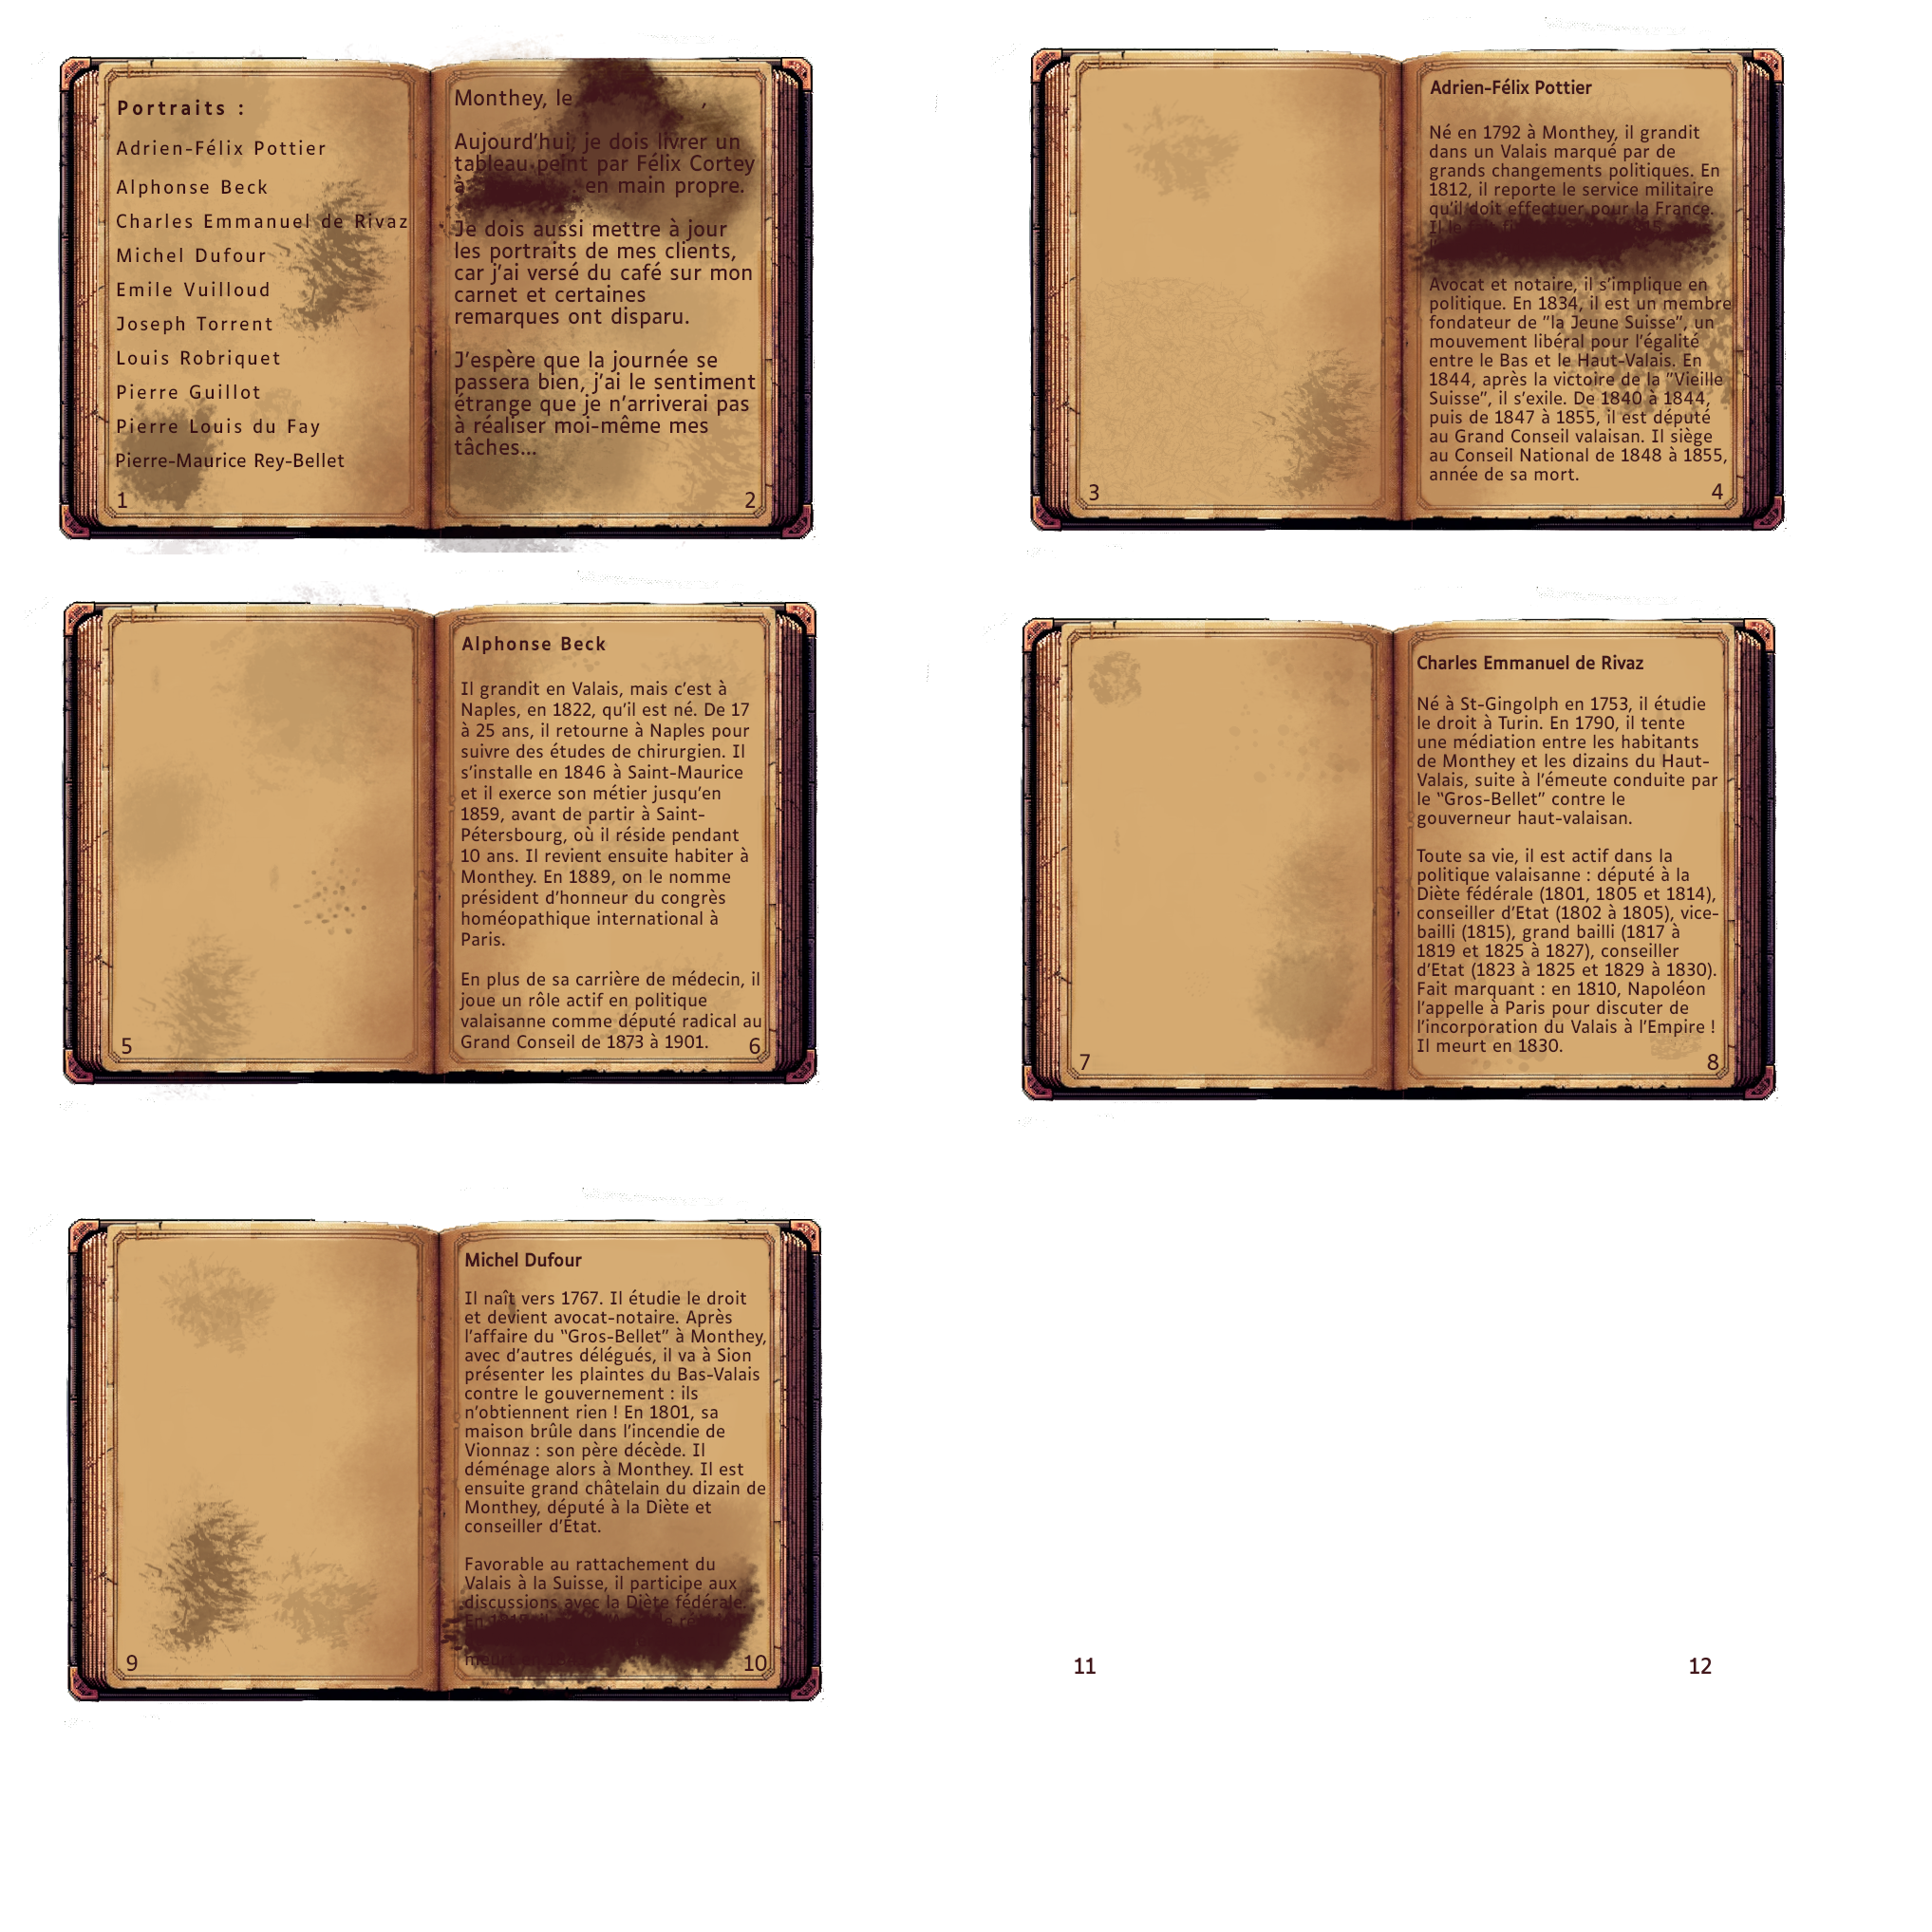 Portraits :
Adrien-Félix Pottier
Alphonse Beck
Charles Emmanuel de Rivaz
Michel Dufour
Emile Vuilloud
Joseph Torrent
Louis Robriquet
Pierre Guillot
Pierre Louis du Fay
Pierre-Maurice Rey-Bellet
1
Monthey, le ,
Aujourd'hui, je dois livrer un
tableau peint par Félix Cortey
à en main propre.
Je dois aussi mettre à jour
les portraits de mes clients,
car j'ai versé du café sur mon
carnet et certaines
remarques ont disparu.
J'espère que la journée se
passera bien, j'ai le sentiment
étrange que je n'arriverai pas
à réaliser moi-même mes
tâches...
2
3
Adrien-Félix Pottier
Né en 1792 à Monthey, il grandit
dans un Valais marqué par de
grands changements politiques. En
1812, il reporte le service militaire
qu'il doit effectuer pour la France.
Il
Avocat et notaire, il s'implique en
politique. En 1834, il est un membre
fondateur de "la Jeune Suisse", un
mouvement libéral pour l'égalité
entre le Bas et le Haut-Valais. En
1844, après la victoire de la "Vieille
Suisse", il s'exile. De 1840 à 1844,
puis de 1847 à 1855, il est député
au Grand Conseil valaisan. Il siège
au Conseil National de 1848 à 1855,
année de sa mort.
4
5
Alphonse Beck
Il grandit en Valais, mais c'est à
Naples, en 1822, qu'il est né. De 17
à 25 ans, il retourne à Naples pour
suivre des études de chirurgien. Il
s'installe en 1846 à Saint-Maurice
et il exerce son métier jusqu'en
1859, avant de partir à Saint-
Pétersbourg, où il réside pendant
10 ans. Il revient ensuite habiter à
Monthey. En 1889, on le nomme
président d'honneur du congrès
homéopathique international à
Paris.
En plus de sa carrière de médecin, il
joue un rôle actif en politique
valaisanne comme député radical au
Grand Conseil de 1873 à 1901.
6
7
Charles Emmanuel de Rivaz
Né à St-Gingolph en 1753, il étudie
le droit à Turin. En 1790, il tente
une médiation entre les habitants
de Monthey et les dizains du Haut-
Valais, suite à l'émeute conduite par
le "Gros-Bellet" contre le
gouverneur haut-valaisan.
Toute sa vie, il est actif dans la
politique valaisanne : député à la
Diète fédérale (1801, 1805 et 1814),
conseiller d'Etat (1802 à 1805), vice-
bailli (1815), grand bailli (1817 à
1819 et 1825 à 1827), conseiller
d'Etat (1823 à 1825 et 1829 à 1830).
Fait marquant : en 1810, Napoléon
l'appelle à Paris pour discuter de
l'incorporation du Valais à l'Empire !
Il meurt en 1830.
8
9
Michel Dufour
Il naît vers 1767. Il étudie le droit
et devient avocat-notaire. Après
l'affaire du "Gros-Bellet" à Monthey,
avec d'autres délégués, il va à Sion
présenter les plaintes du Bas-Valais
contre le gouvernement : ils
n'obtiennent rien ! En 1801, sa
maison brûle dans l'incendie de
Vionnaz : son père décède. Il
déménage alors à Monthey. Il est
ensuite grand châtelain du dizain de
Monthey, député à la Diète et
conseiller d'État.
Favorable au rattachement du
Valais à la Suisse, il participe aux
discussions avec la Diète fédérale.
En
10
11
12